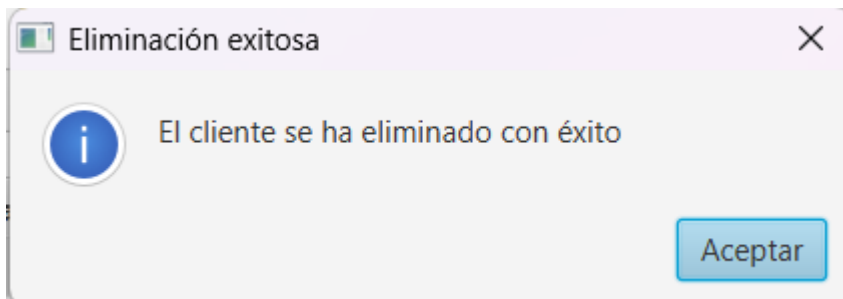 Eliminación exitosa
El cliente se ha eliminado con éxito
Aceptar